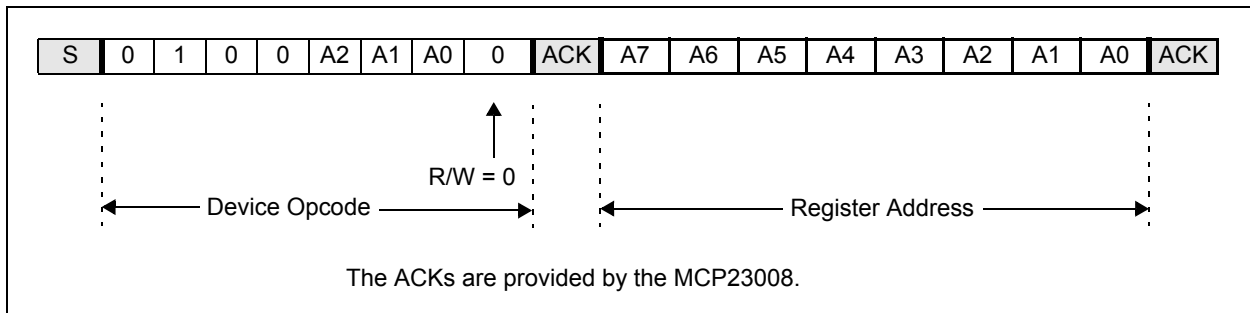 S 0 1 0 0 A2 A1 A0 0 ACK A7 A6 A5 A4 A3 A2 A1 A0 ACK
R/W = 0
Device Opcode Register Address
The ACKs are provided by the MCP23008.